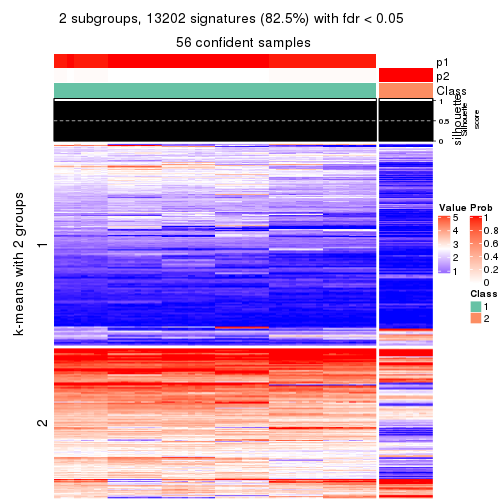 2 subgroups, 13202 signatures (82.5%) with fdr < 0.05
56 confident samples
p1
p2
Class
silhouette
Silhouette
score
1
0.5
0
k-means with 2 groups
1
2
Value
5
4
3
2
1
Prob
1
0.8
0.6
0.4
0.2
0
Class
1
2